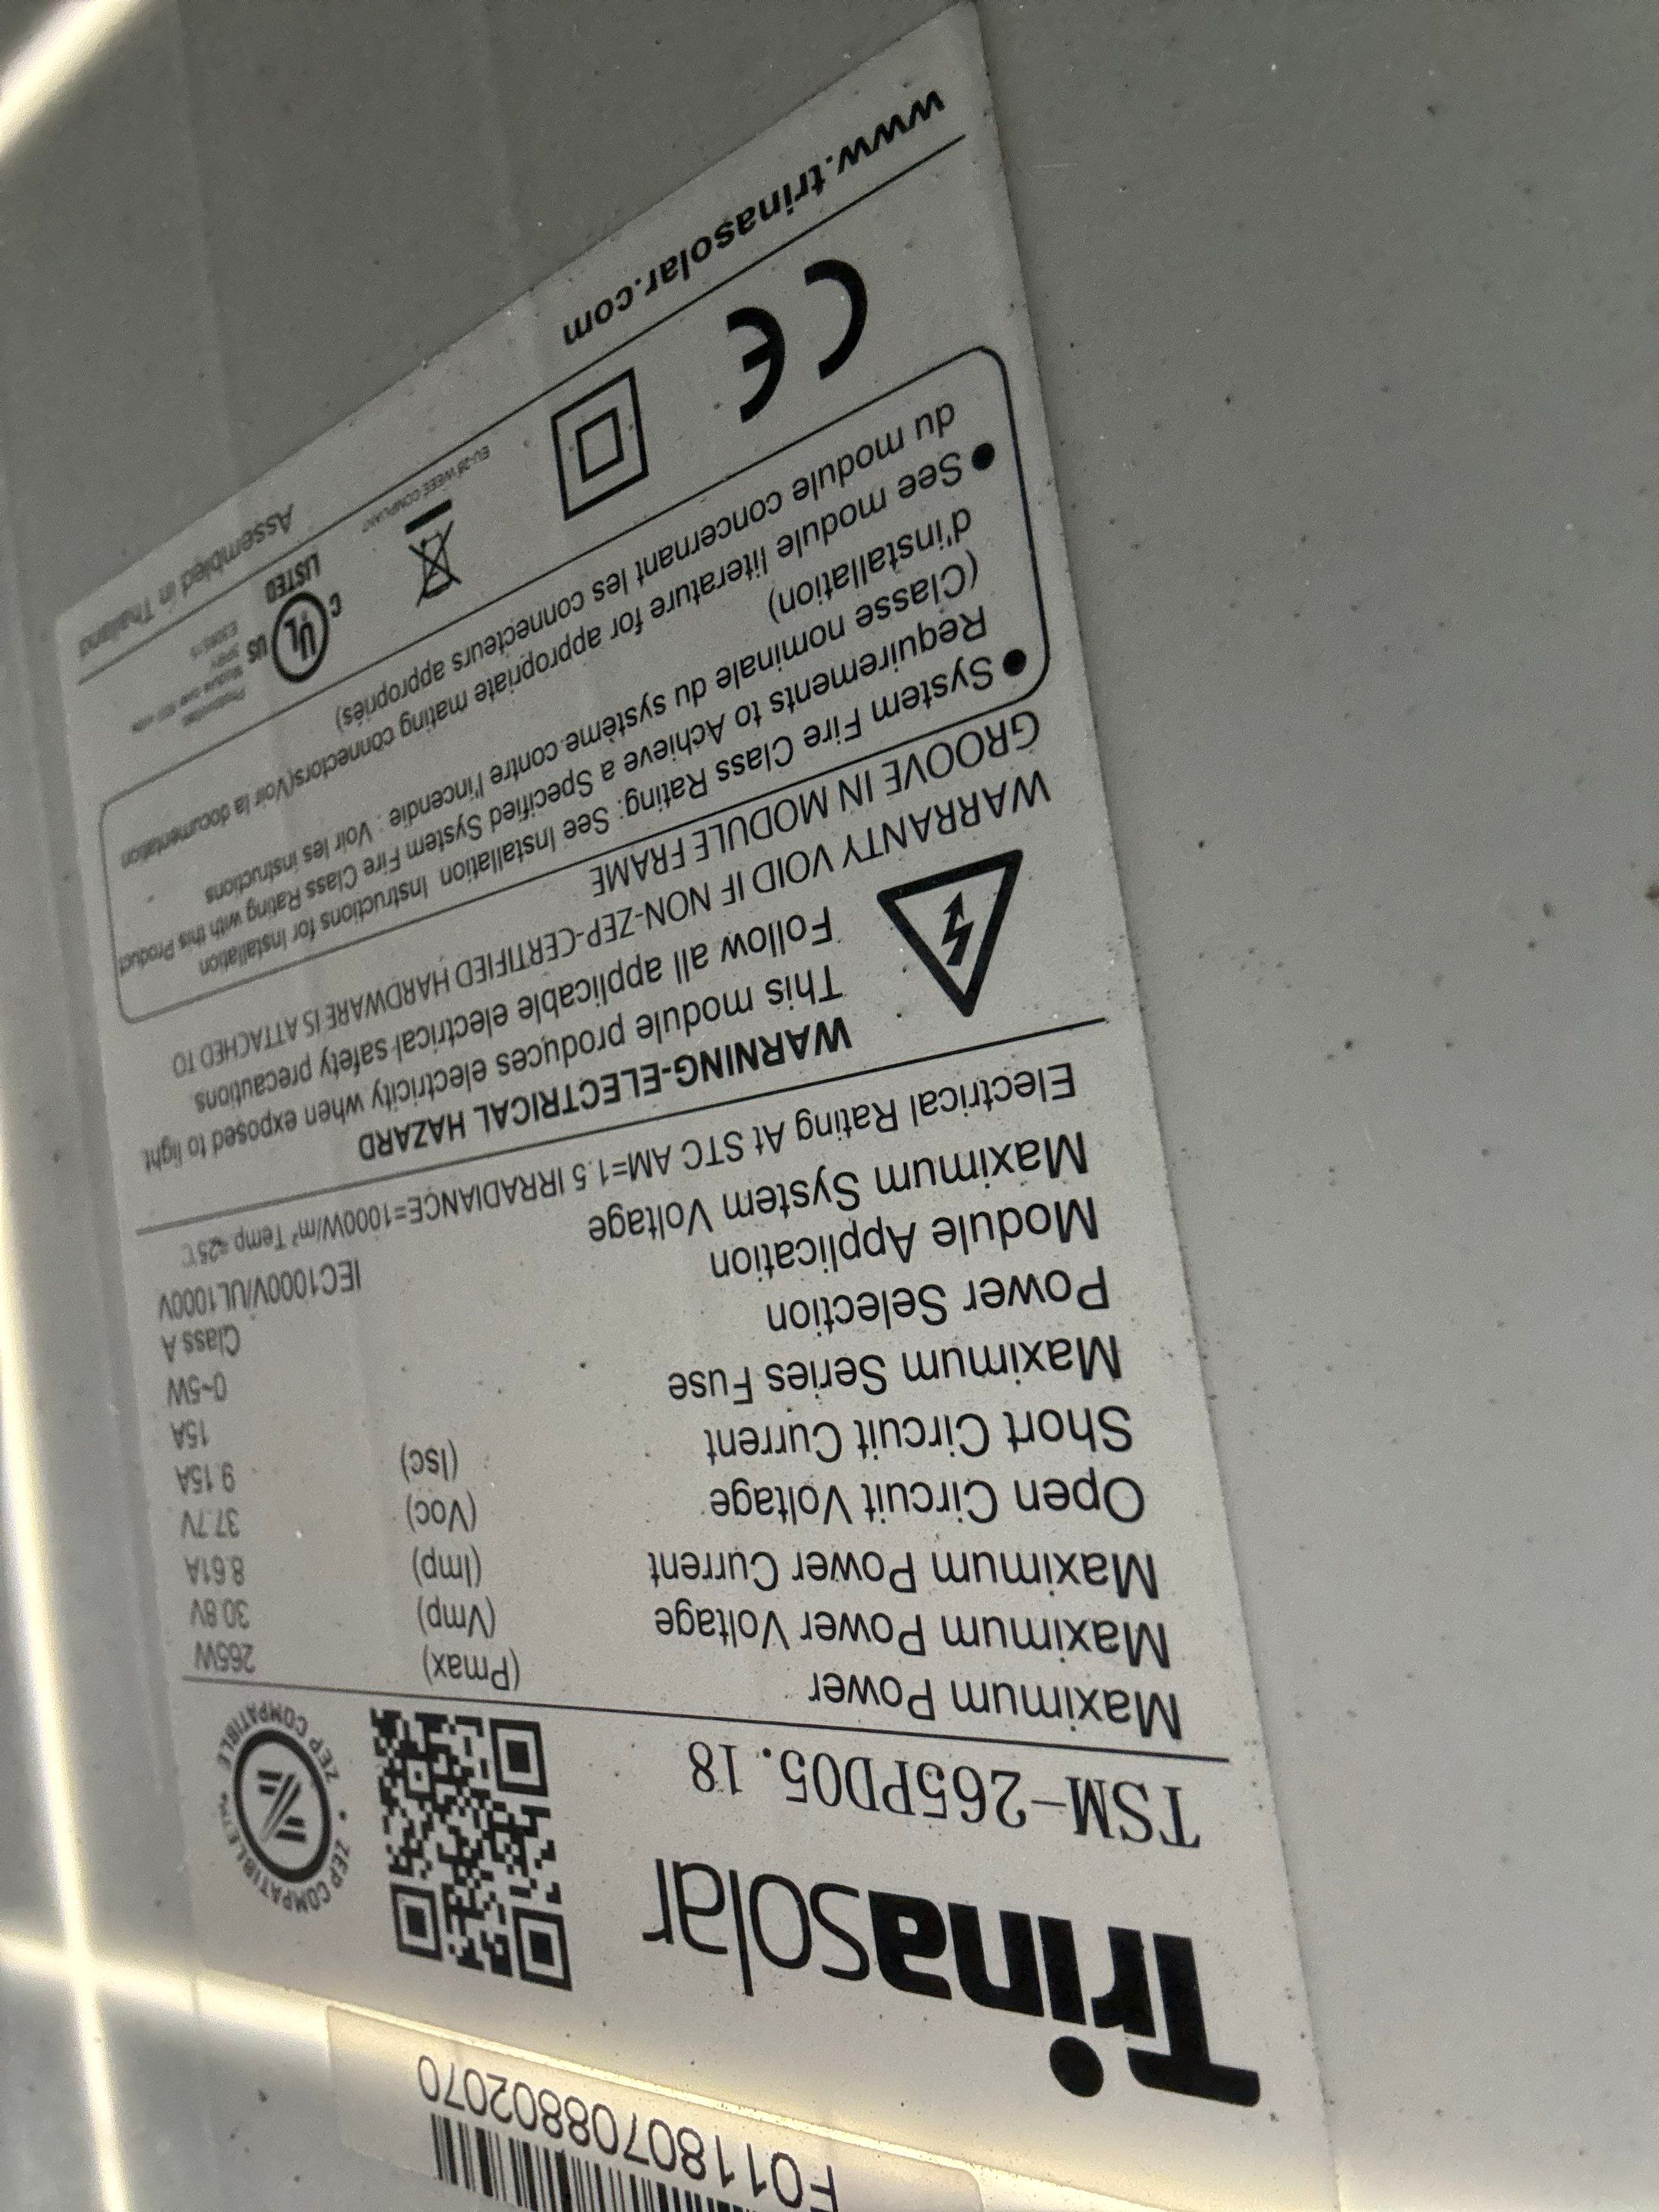 F01180708802070
Trinasolar
TSM-265PD05.18
ZEP COMPATIBLE
ZEP COMPATIBLE
Maximum Power (Pmax) 265W
Maximum Power Voltage (Vmp) 30.8V
Maximum Power Current (Imp) 8.61A
Open Circuit Voltage (Voc) 37.7V
Short Circuit Current (Isc) 9.15A
Maximum Series Fuse 15A
Power Selection 0~5W
Module Application Class A
Maximum System Voltage IEC1000V/UL1000V
Electrical Rating At STC AM=1.5 IRRADIANCE=1000W/m² Temp.=25℃
WARNING-ELECTRICAL HAZARD
This module produces electricity when exposed to light.
Follow all applicable electrical safety precautions.
WARRANTY VOID IF NON-ZEP-CERTIFIED HARDWARE IS ATTACHED TO
GROOVE IN MODULE FRAME
● System Fire Class Rating: See Installation Instructions for Installation
Requirements to Achieve a Specified System Fire Class Rating with this Product
(Classe nominale du système contre l'incendie : Voir les instructions
d'installation)
● See module literature for appropriate mating connectors(Voir la documentation
du module concernant les connecteurs appropriés)
CE
EU-28 WEEE COMPLIANT
C UL US
LISTED
www.trinasolar.com
Assembled in Thailand